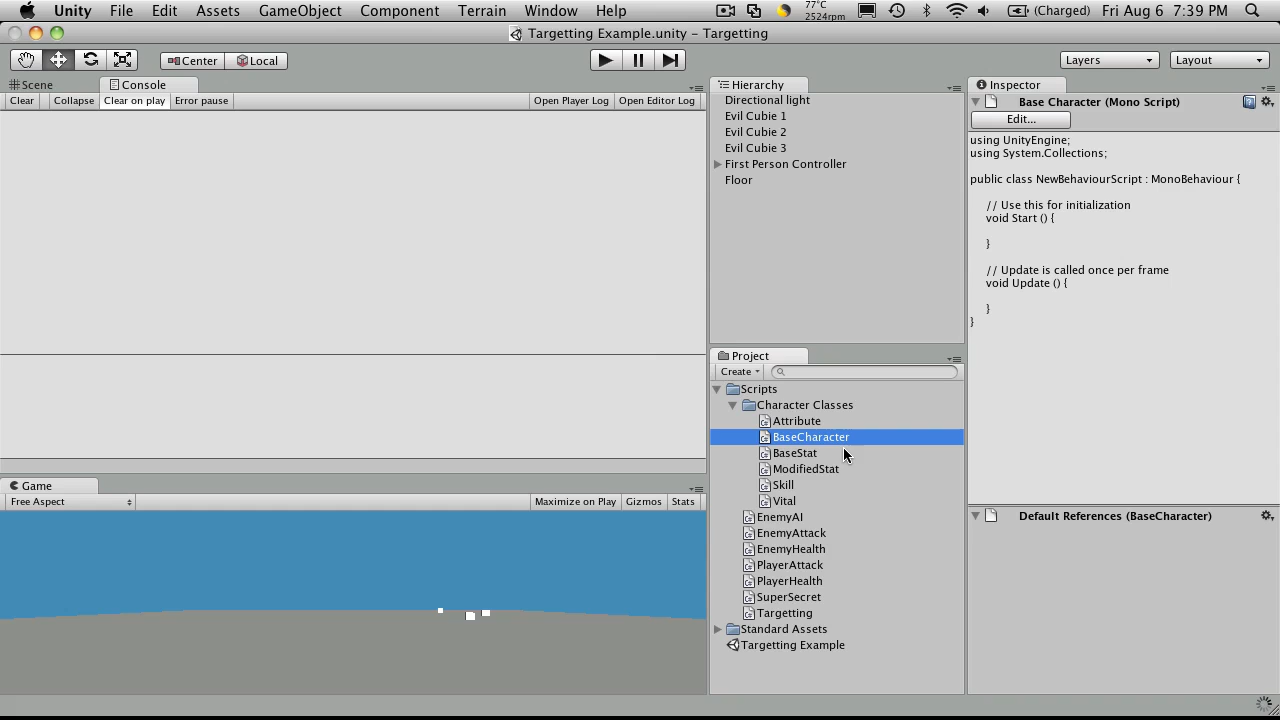 Unity File Edit Assets GameObject Component Terrain Window Help 77°C 2524rpm (Charged) Fri Aug 6 7:39 PM
Targetting Example.unity – Targetting
Center Local Layers Layout
Scene Console
Clear Collapse Clear on play Error pause Open Player Log Open Editor Log
Hierarchy
Directional light
Evil Cubie 1
Evil Cubie 2
Evil Cubie 3
First Person Controller
Floor
Inspector
Base Character (Mono Script)
Edit...
using UnityEngine;
using System.Collections;
public class NewBehaviourScript : MonoBehaviour {
// Use this for initialization
void Start () {
}
// Update is called once per frame
void Update () {
}
}
Default References (BaseCharacter)
Project
Create
Scripts
Character Classes
Attribute
BaseCharacter
BaseStat
ModifiedStat
Skill
Vital
EnemyAI
EnemyAttack
EnemyHealth
PlayerAttack
PlayerHealth
SuperSecret
Targetting
Standard Assets
Targetting Example
Game
Free Aspect Maximize on Play Gizmos Stats